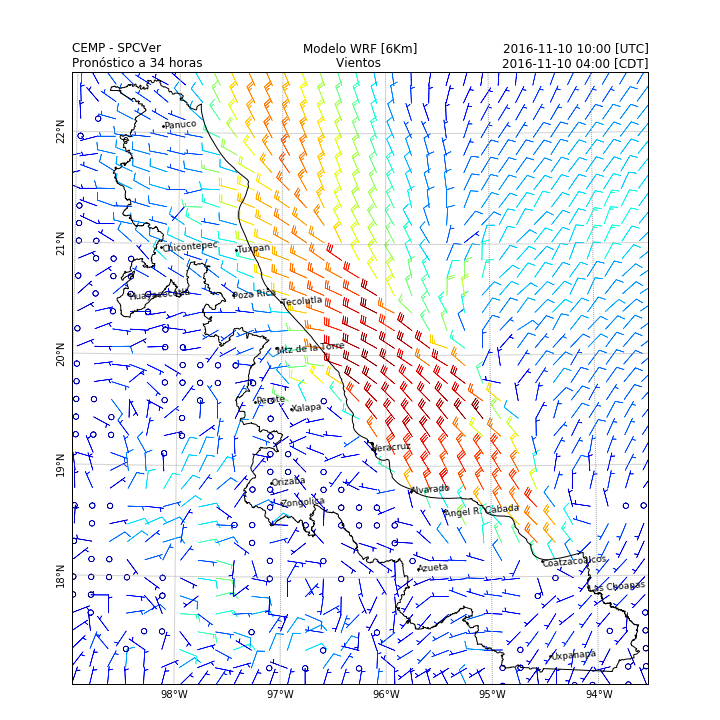 CEMP - SPCVer Modelo WRF [6Km] 2016-11-10 10:00 [UTC]
Pronóstico a 34 horas Vientos 2016-11-10 04:00 [CDT]
22°N
Panuco
21°N
Chicontepec
Tuxpan
Huayacocotla
Poza Rica
Tecolutla
20°N
Mtz de la Torre
Perote
Xalapa
Veracruz
19°N
Orizaba
Alvarado
Zongolica
Angel R. Cabada
Coatzacoalcos
18°N
Azueta
Las Choapas
Uxpanapa
98°W 97°W 96°W 95°W 94°W